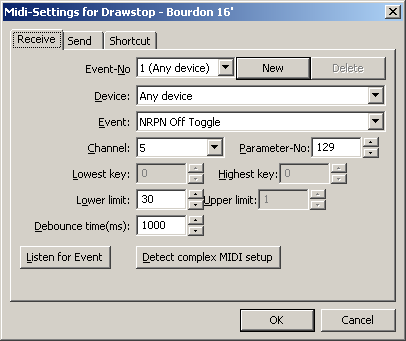 Midi-Settings for Drawstop - Bourdon 16'
Receive Send Shortcut
Event-No 1 (Any device) New Delete
Device: Any device
Event: NRPN Off Toggle
Channel: 5 Parameter-No: 129
Lowest key: 0 Highest key: 0
Lower limit: 30 Upper limit: 1
Debounce time(ms): 1000
Listen for Event Detect complex MIDI setup
OK Cancel